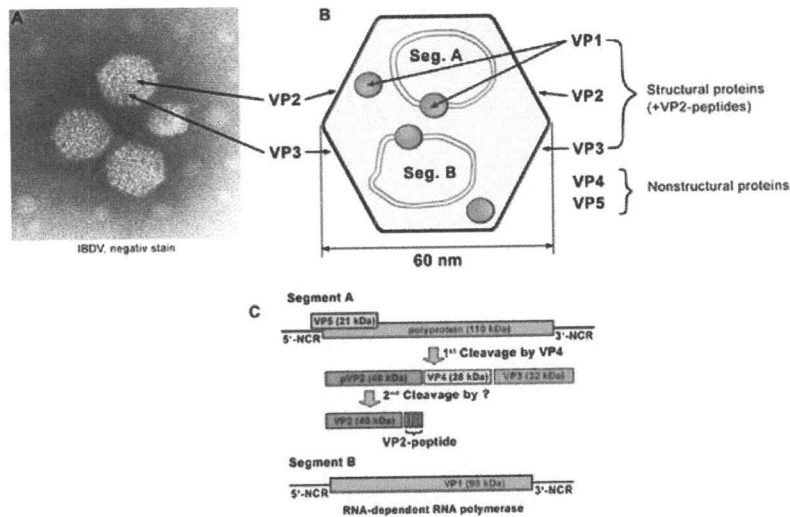 A
B
VP1
Seg. A
VP2
VP2
Structural proteins
(+VP2-peptides)
VP3
VP3
Seg. B
VP4
VP5
Nonstructural proteins
IBDV, negativ stain
60 nm
C
Segment A
VP5 (21 kDa)
polyprotein (110 kDa)
5'-NCR
3'-NCR
1st Cleavage by VP4
pVP2 (48 kDa)
VP4 (28 kDa)
VP3 (32 kDa)
2nd Cleavage by ?
VP2 (40 kDa)
VP2-peptide
Segment B
VP1 (90 kDa)
5'-NCR
3'-NCR
RNA-dependent RNA polymerase